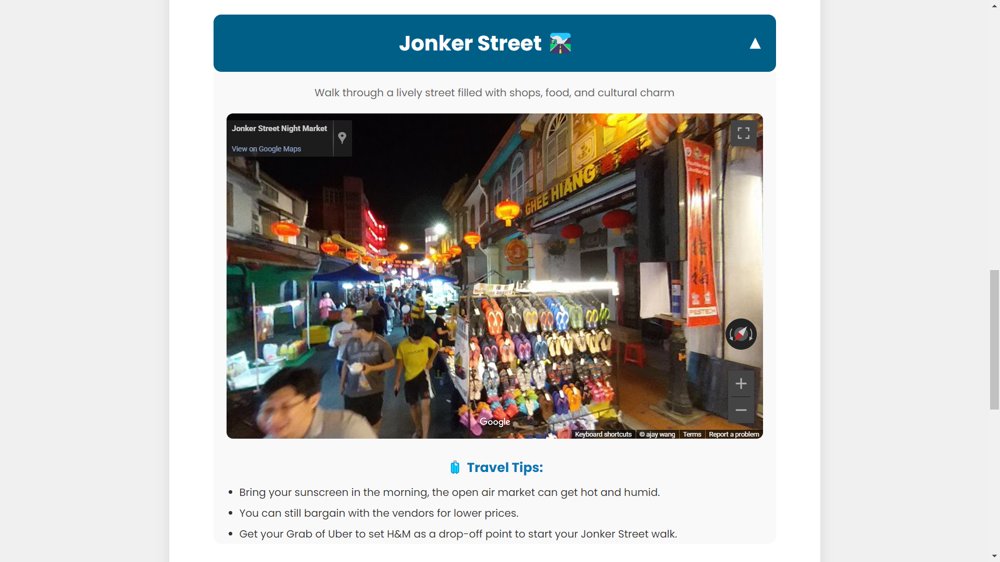 Jonker Street
Walk through a lively street filled with shops, food, and cultural charm
Jonker Street Night Market
View on Google Maps
GHEE HIANG
GHEE HIANG
PESTECH
Google
Keyboard shortcuts
© ajay wang
Terms
Report a problem
Travel Tips:
• Bring your sunscreen in the morning, the open air market can get hot and humid.
• You can still bargain with the vendors for lower prices.
• Get your Grab of Uber to set H&M as a drop-off point to start your Jonker Street walk.